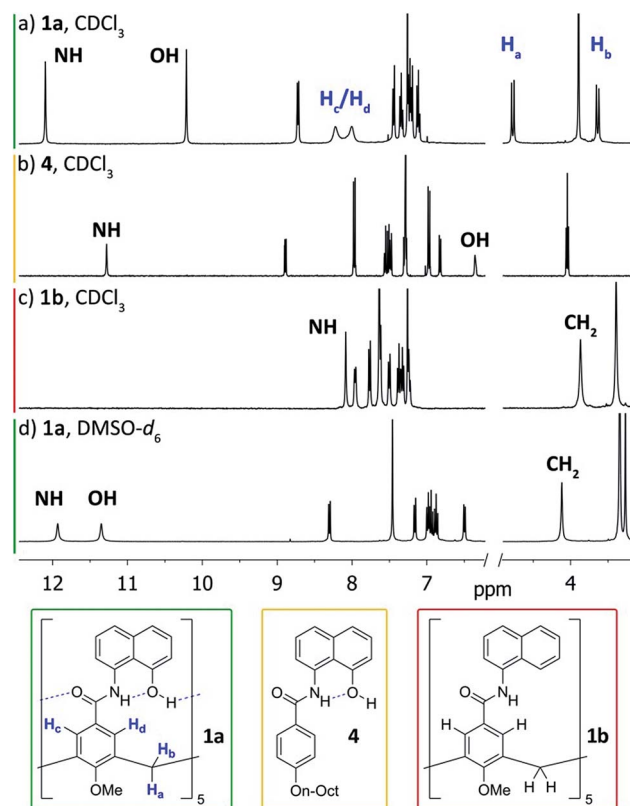 a) 1a, CDCl₃
NH OH Hc/Hd Ha Hb
b) 4, CDCl₃
NH OH
c) 1b, CDCl₃
NH CH₂
d) 1a, DMSO-d₆
NH OH CH₂
12 11 10 9 8 7 ppm 4
O N H O H
Hc Hd
Hb
OMe Ha
1a
5
O N H O H
On-Oct
4
O N H
H H
OMe H H
1b
5